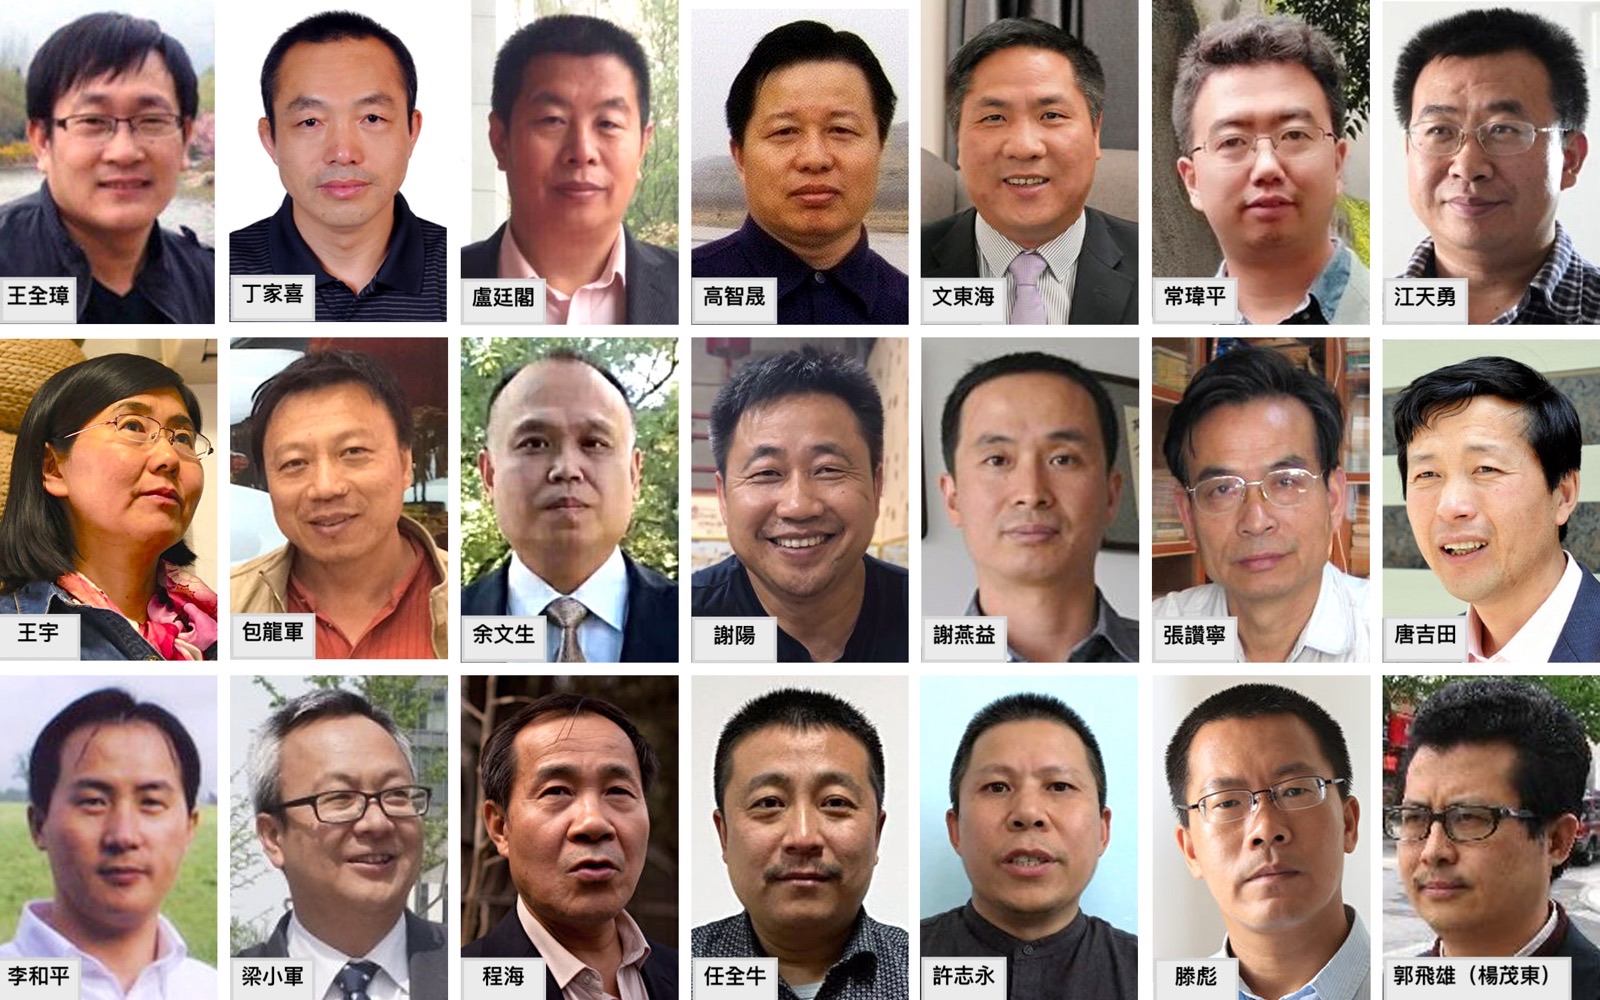 王全璋
丁家喜
盧廷閣
高智晟
文東海
常瑋平
江天勇
王宇
包龍軍
余文生
謝陽
謝燕益
張讚寧
唐吉田
李和平
梁小軍
程海
任全牛
許志永
滕彪
郭飛雄（楊茂東）